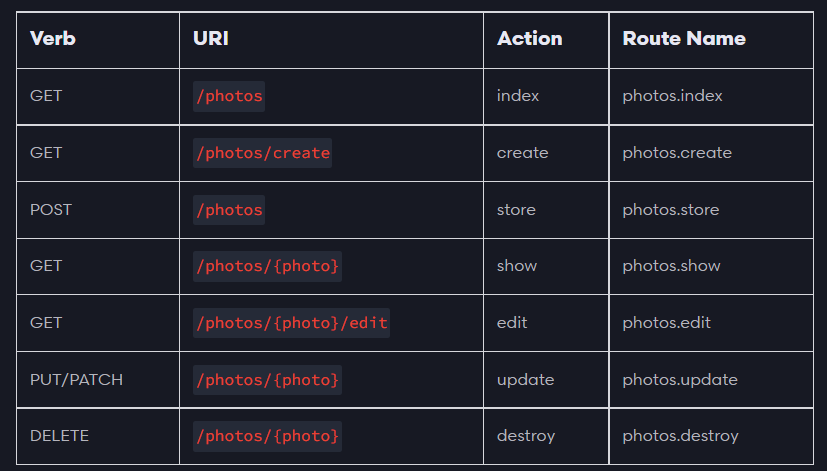 Verb URI Action Route Name
GET /photos index photos.index
GET /photos/create create photos.create
POST /photos store photos.store
GET /photos/{photo} show photos.show
GET /photos/{photo}/edit edit photos.edit
PUT/PATCH /photos/{photo} update photos.update
DELETE /photos/{photo} destroy photos.destroy